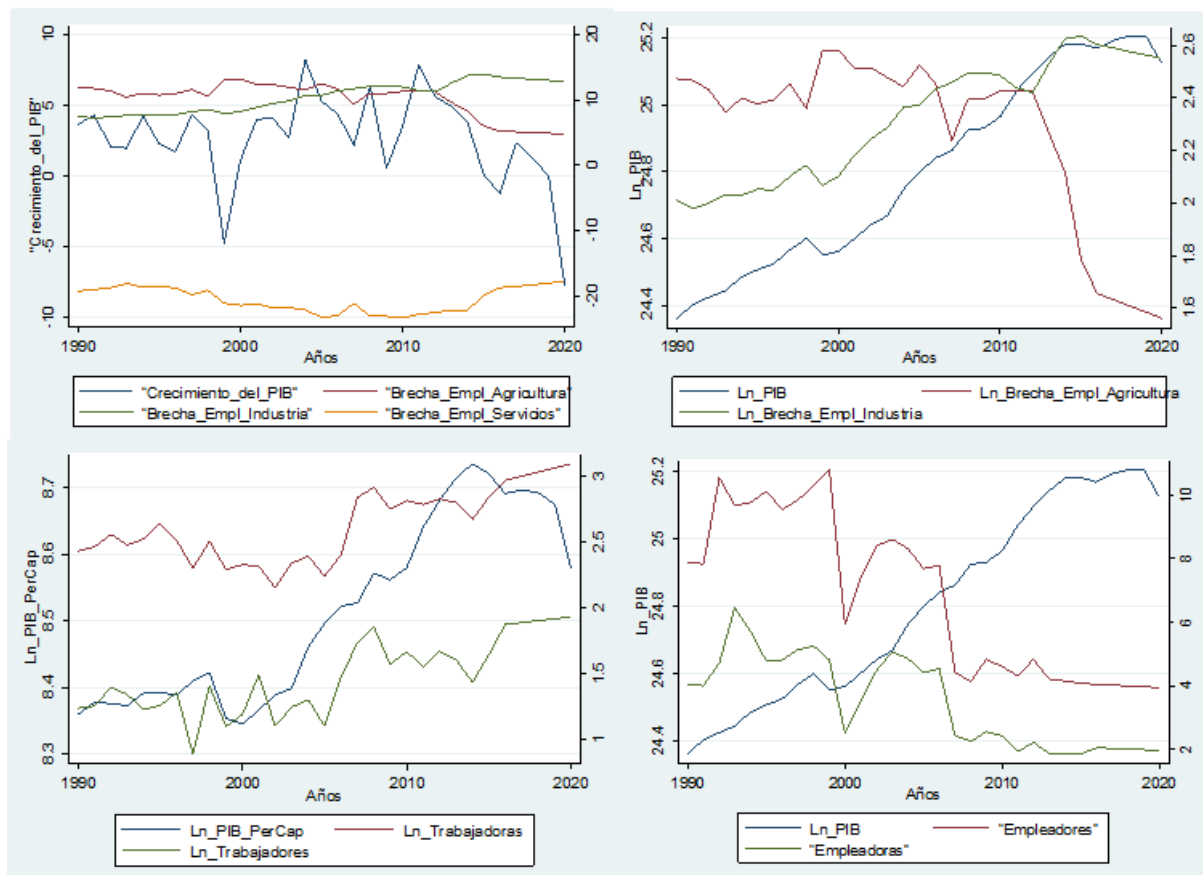 10
5
0
-5
-10
"Crecimiento_del_PIB"
20
10
0
-10
-20
1990
2000
2010
2020
Años
"Crecimiento_del_PIB"
"Brecha_Empl_Agricultura"
"Brecha_Empl_Industria"
"Brecha_Empl_Servicios"
25.2
25
24.8
24.6
24.4
Ln_PIB
2.6
2.4
2.2
2
1.8
1.6
1990
2000
2010
2020
Años
Ln_PIB
Ln_Brecha_Empl_Agricultura
Ln_Brecha_Empl_Industria
8.7
8.6
8.5
8.4
8.3
Ln_PIB_PerCap
3
2.5
2
1.5
1
1990
2000
2010
2020
Años
Ln_PIB_PerCap
Ln_Trabajadoras
Ln_Trabajadores
25.2
25
24.8
24.6
24.4
Ln_PIB
10
8
6
4
2
1990
2000
2010
2020
Años
Ln_PIB
"Empleadores"
"Empleadoras"